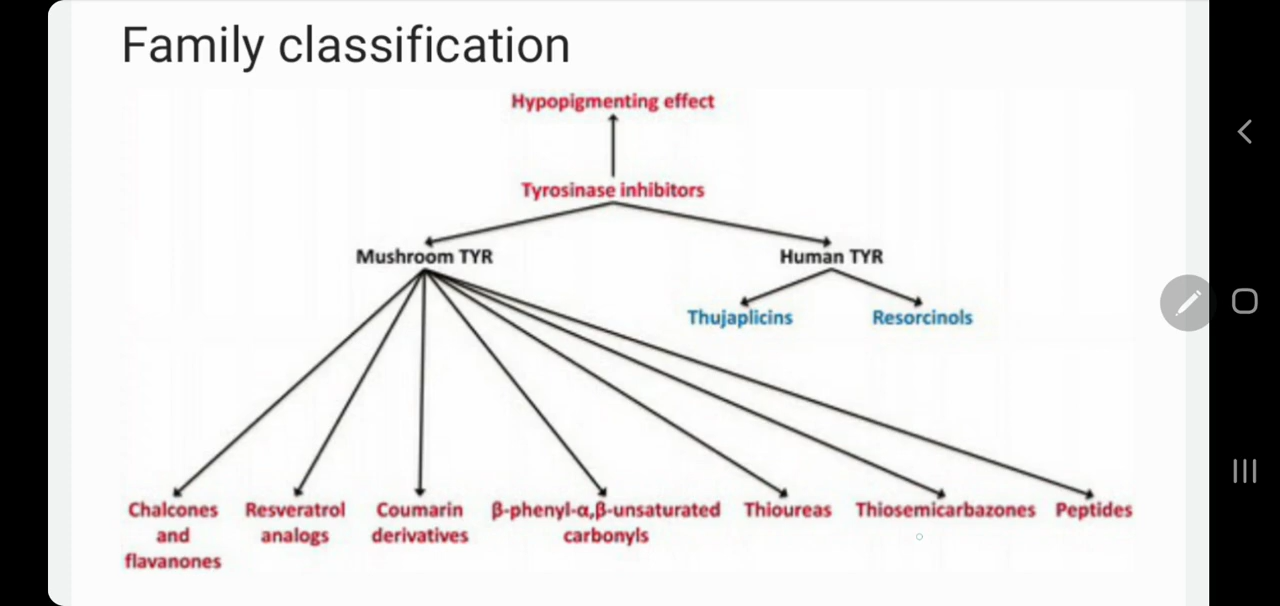 Family classification
Hypopigmenting effect
Tyrosinase inhibitors
Mushroom TYR
Human TYR
Thujaplicins
Resorcinols
Chalcones
and
flavanones
Resveratrol
analogs
Coumarin
derivatives
β-phenyl-α,β-unsaturated
carbonyls
Thioureas
Thiosemicarbazones
Peptides